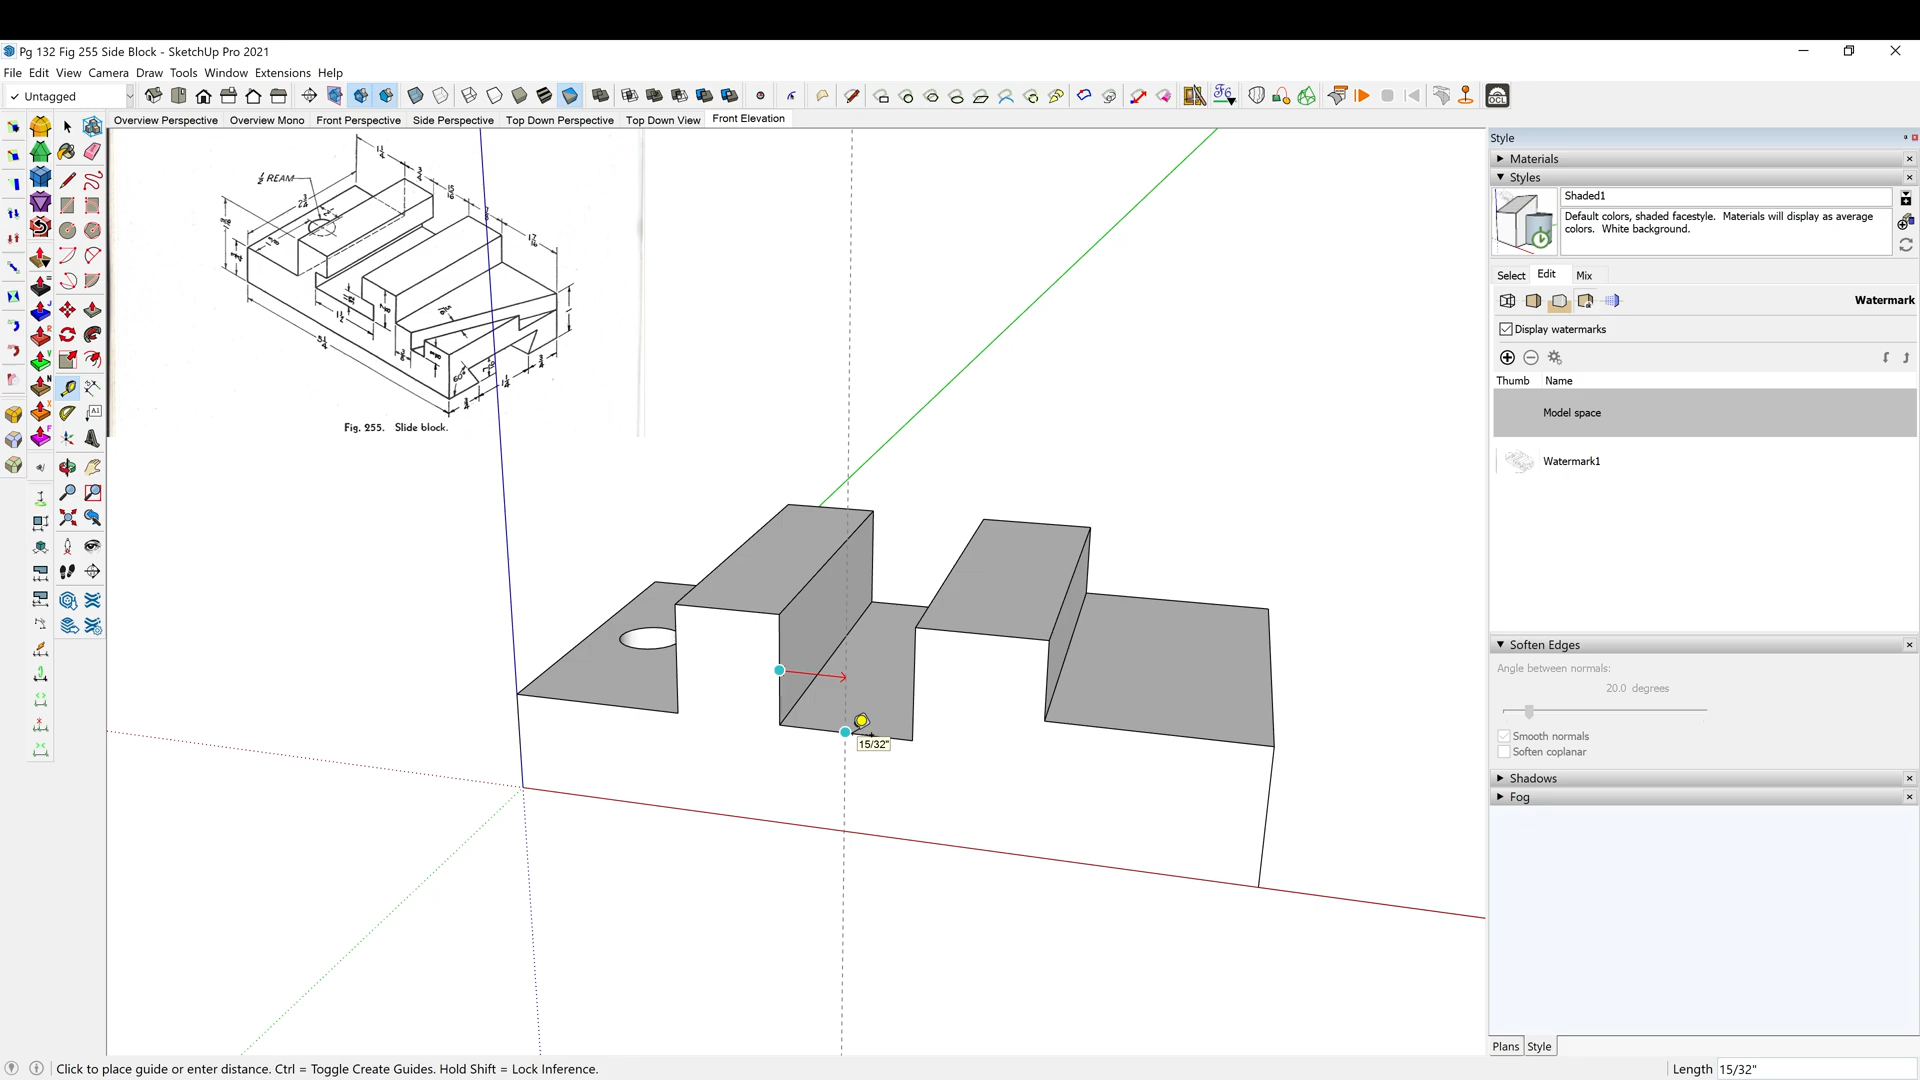 Pg 132 Fig 255 Side Block - SketchUp Pro 2021
File Edit View Camera Draw Tools Window Extensions Help
Untagged
Overview Perspective Overview Mono Front Perspective Side Perspective Top Down Perspective Top Down View Front Elevation
1/2 REAM
60°
Fig. 255. Slide block.
15/32"
Style
Materials
Styles
Shaded1
Default colors, shaded facestyle. Materials will display as average
colors. White background.
Select Edit Mix
Watermark
Display watermarks
Thumb Name
Model space
Watermark1
Soften Edges
Angle between normals:
20.0 degrees
Smooth normals
Soften coplanar
Shadows
Fog
Plans Style
Click to place guide or enter distance. Ctrl = Toggle Create Guides. Hold Shift = Lock Inference.
Length 15/32"